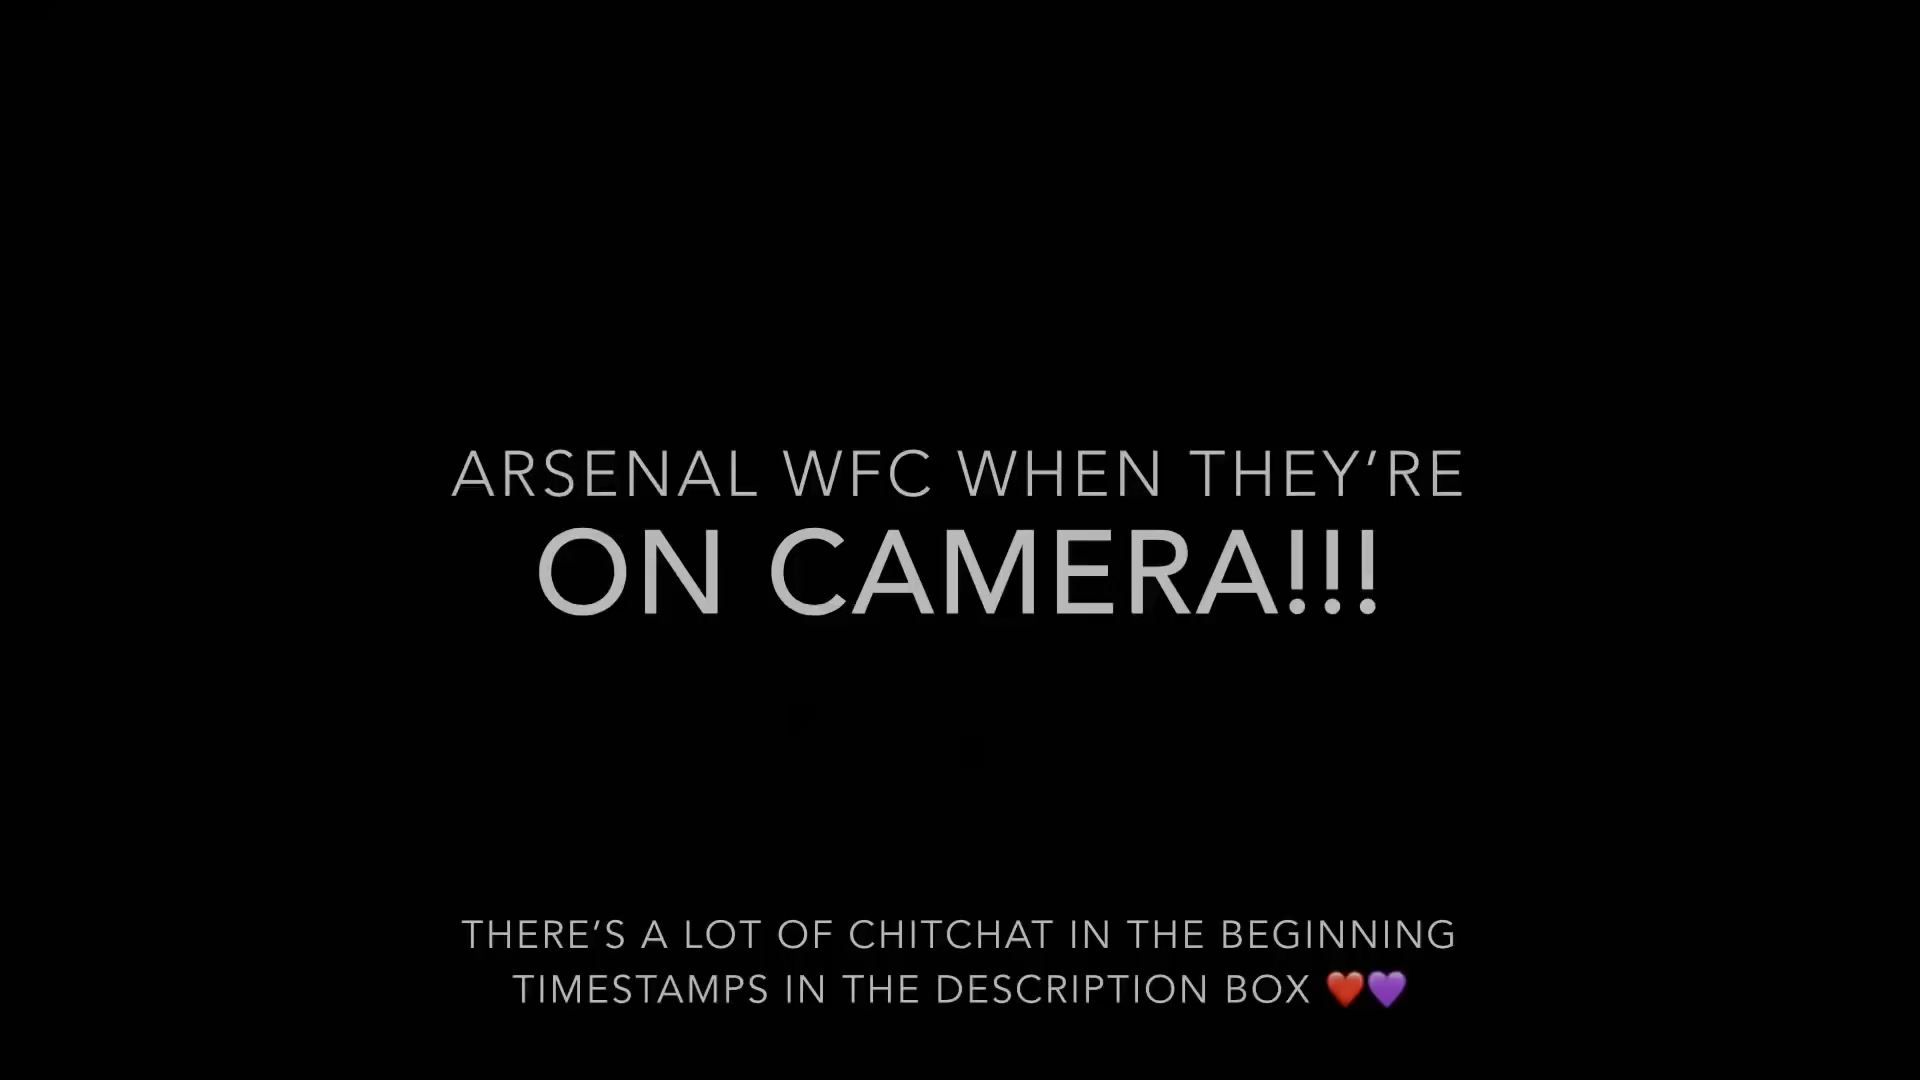 ARSENAL WFC WHEN THEY‘RE
ON CAMERA!!!
THERE’S A LOT OF CHITCHAT IN THE BEGINNING
TIMESTAMPS IN THE DESCRIPTION BOX ❤️💜